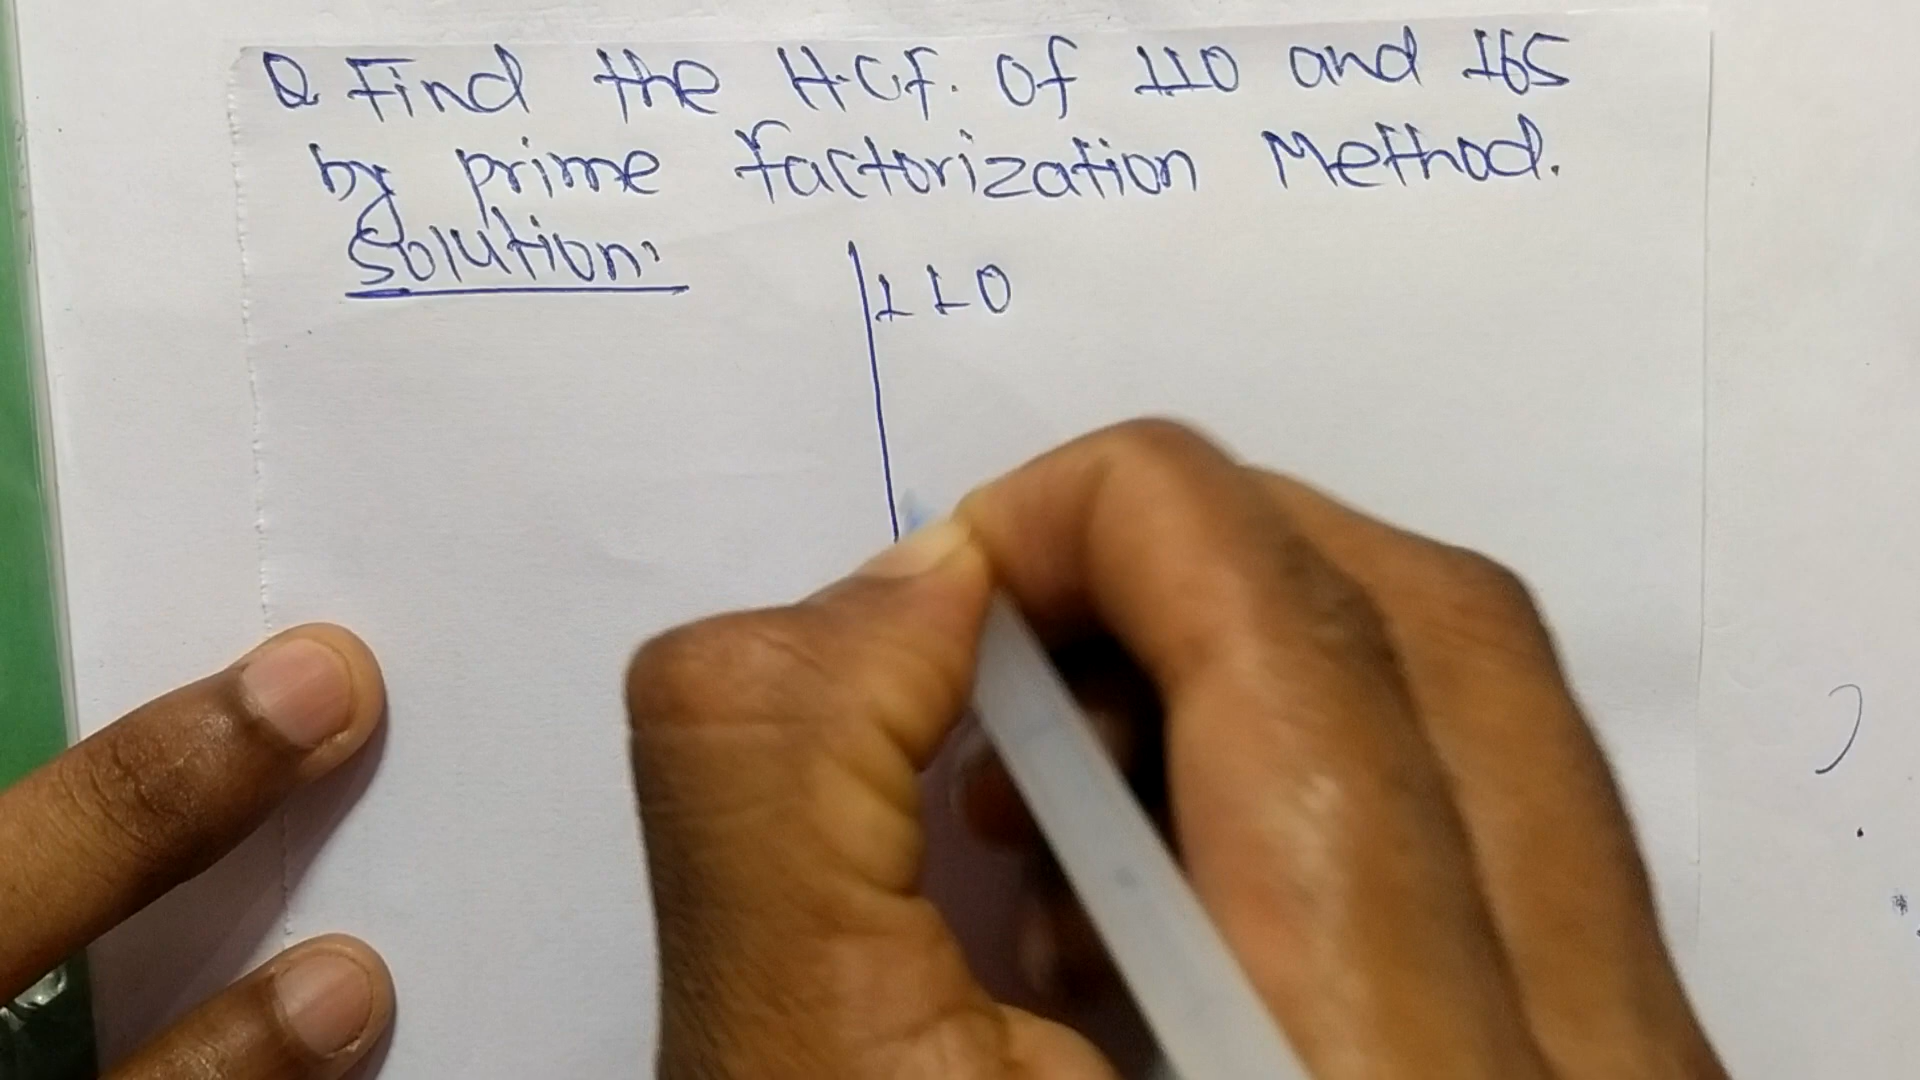 Q Find the H.C.F. of 110 and 165
by prime factorization Method.
Solution:
110